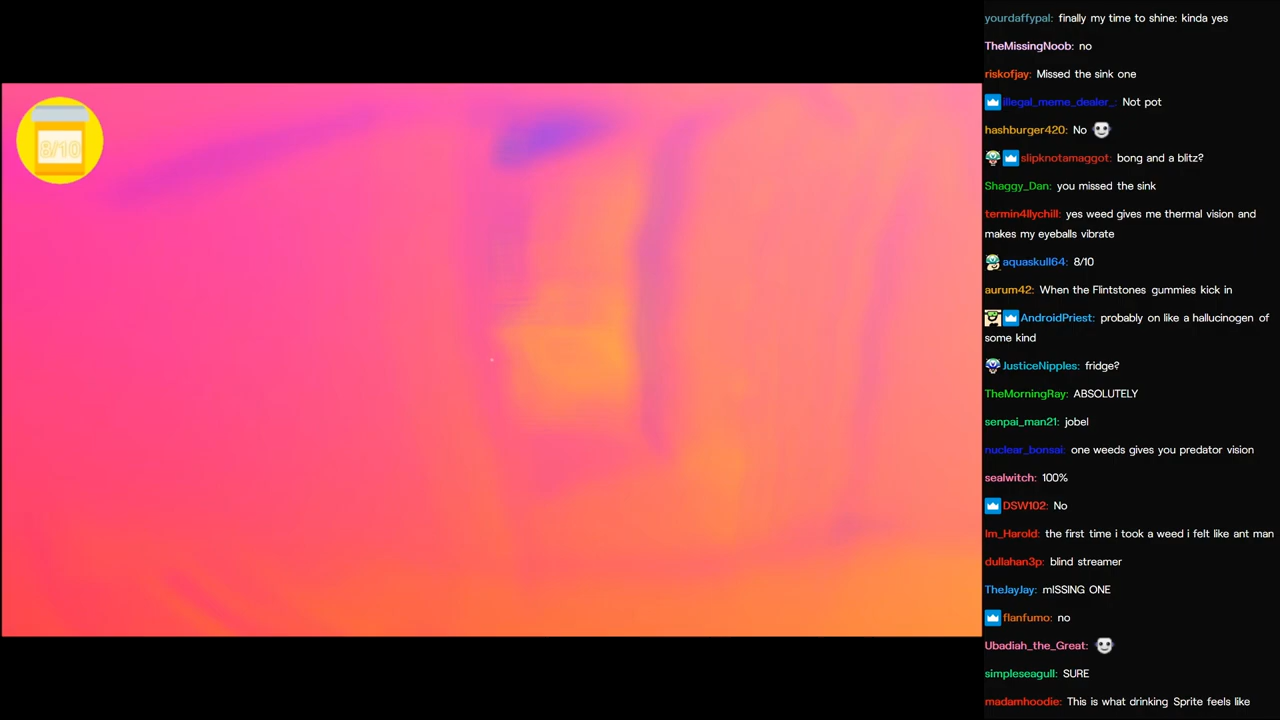 8/10
yourdaffypal: finally my time to shine: kinda yes
TheMissingNoob: no
riskofjay: Missed the sink one
illegal_meme_dealer_: Not pot
hashburger420: No
slipknotamaggot: bong and a blitz?
Shaggy_Dan: you missed the sink
termin4llychill: yes weed gives me thermal vision and
makes my eyeballs vibrate
aquaskull64: 8/10
aurum42: When the Flintstones gummies kick in
AndroidPriest: probably on like a hallucinogen of
some kind
JusticeNipples: fridge?
TheMorningRay: ABSOLUTELY
senpai_man21: jobel
nuclear_bonsai: one weeds gives you predator vision
sealwitch: 100%
DSW102: No
Im_Harold: the first time i took a weed i felt like ant man
dullahan3p: blind streamer
TheJayJay: mISSING ONE
flanfumo: no
Ubadiah_the_Great:
simpleseagull: SURE
madamhoodie: This is what drinking Sprite feels like